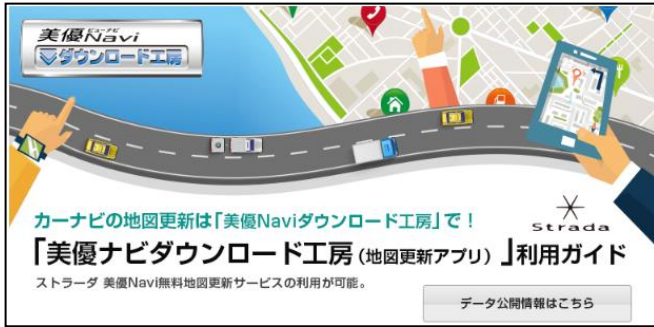 美優Navi
ビューナビ
ダウンロード工房
カーナビの地図更新は「美優Naviダウンロード工房」で！
Strada
「美優ナビダウンロード工房（地図更新アプリ）」利用ガイド
ストラーダ 美優Navi無料地図更新サービスの利用が可能。
データ公開情報はこちら